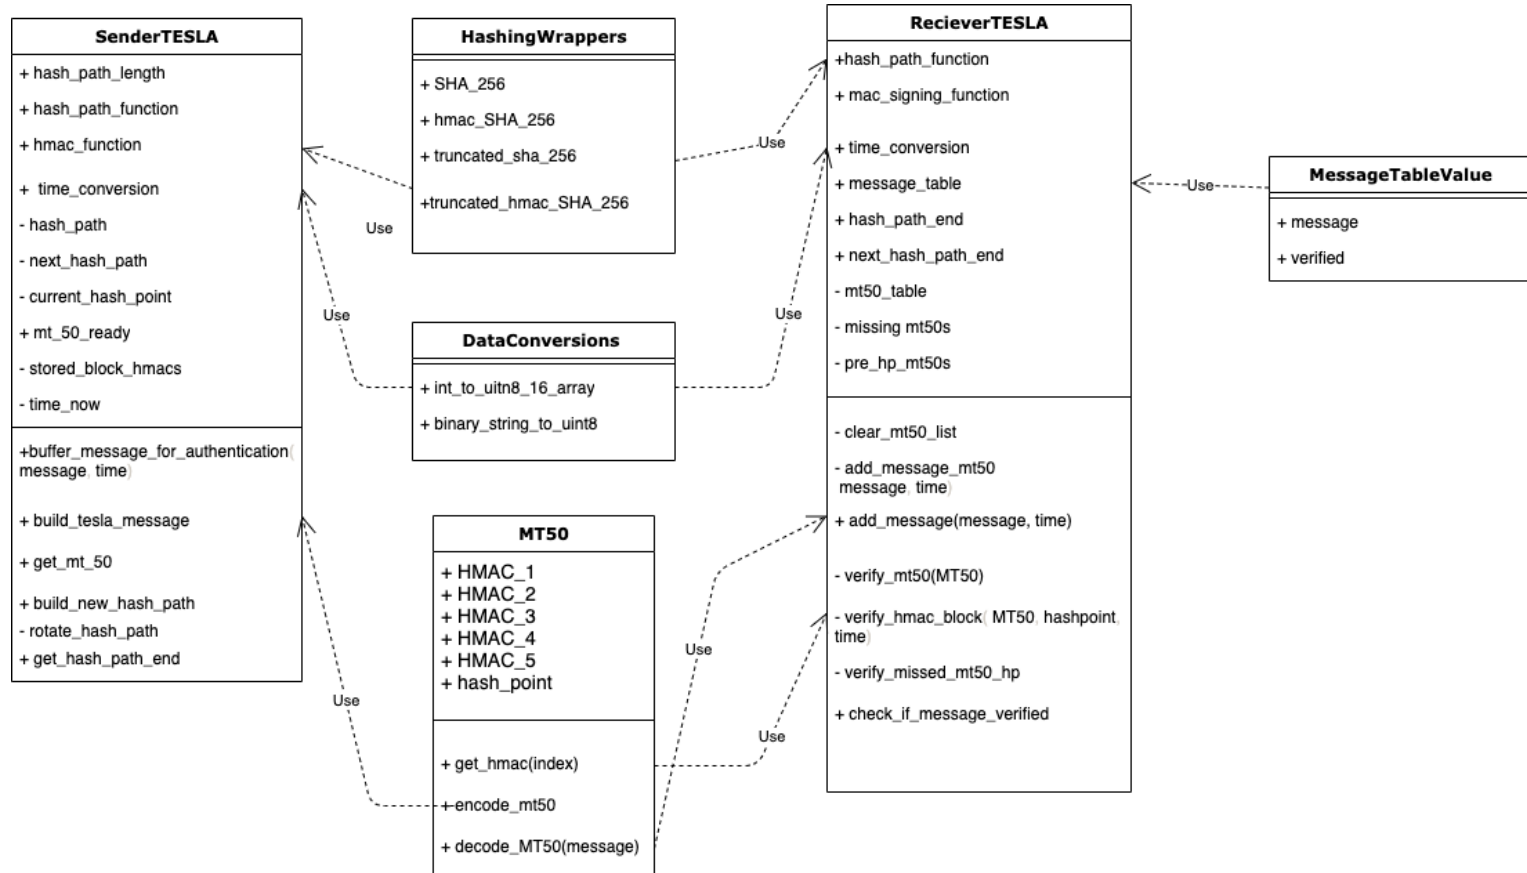 SenderTESLA
+ hash_path_length
+ hash_path_function
+ hmac_function
+ time_conversion
- hash_path
- next_hash_path
- current_hash_point
+ mt_50_ready
- stored_block_hmacs
- time_now
+buffer_message_for_authentication(
message, time)
+ build_tesla_message
+ get_mt_50
+ build_new_hash_path
- rotate_hash_path
+ get_hash_path_end
HashingWrappers
+ SHA_256
+ hmac_SHA_256
+ truncated_sha_256
+truncated_hmac_SHA_256
Use
Use
DataConversions
+ int_to_uitn8_16_array
+ binary_string_to_uint8
Use
Use
MT50
+ HMAC_1
+ HMAC_2
+ HMAC_3
+ HMAC_4
+ HMAC_5
+ hash_point
+ get_hmac(index)
+encode_mt50
+ decode_MT50(message)
Use
Use
Use
RecieverTESLA
+hash_path_function
+ mac_signing_function
+ time_conversion
+ message_table
+ hash_path_end
+ next_hash_path_end
- mt50_table
- missing mt50s
- pre_hp_mt50s
- clear_mt50_list
- add_message_mt50
message, time)
+ add_message(message, time)
- verify_mt50(MT50)
- verify_hmac_block( MT50, hashpoint,
time)
- verify_missed_mt50_hp
+ check_if_message_verified
Use
MessageTableValue
+ message
+ verified